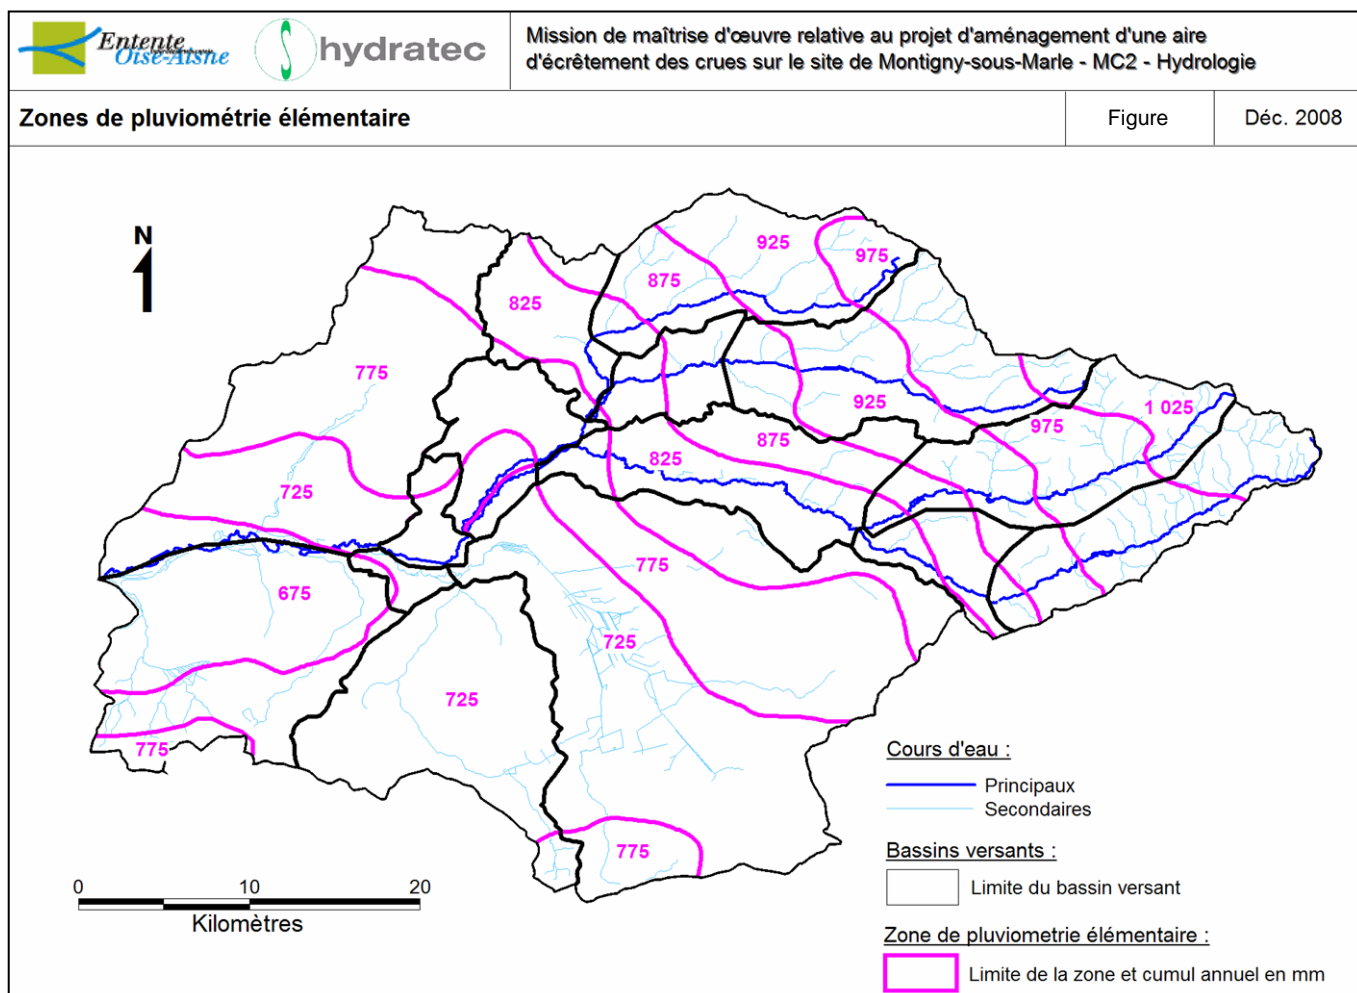 Entente
Oise-Aisne
hydratec
Mission de maîtrise d'œuvre relative au projet d'aménagement d'une aire
d'écrêtement des crues sur le site de Montigny-sous-Marle - MC2 - Hydrologie
Zones de pluviométrie élémentaire
Figure
Déc. 2008
N
925
975
875
825
775
1 025
925
975
875
825
725
775
675
725
725
775
775
Cours d'eau :
Principaux
Secondaires
Bassins versants :
Limite du bassin versant
Zone de pluviometrie élémentaire :
Limite de la zone et cumul annuel en mm
0 10 20
Kilomètres